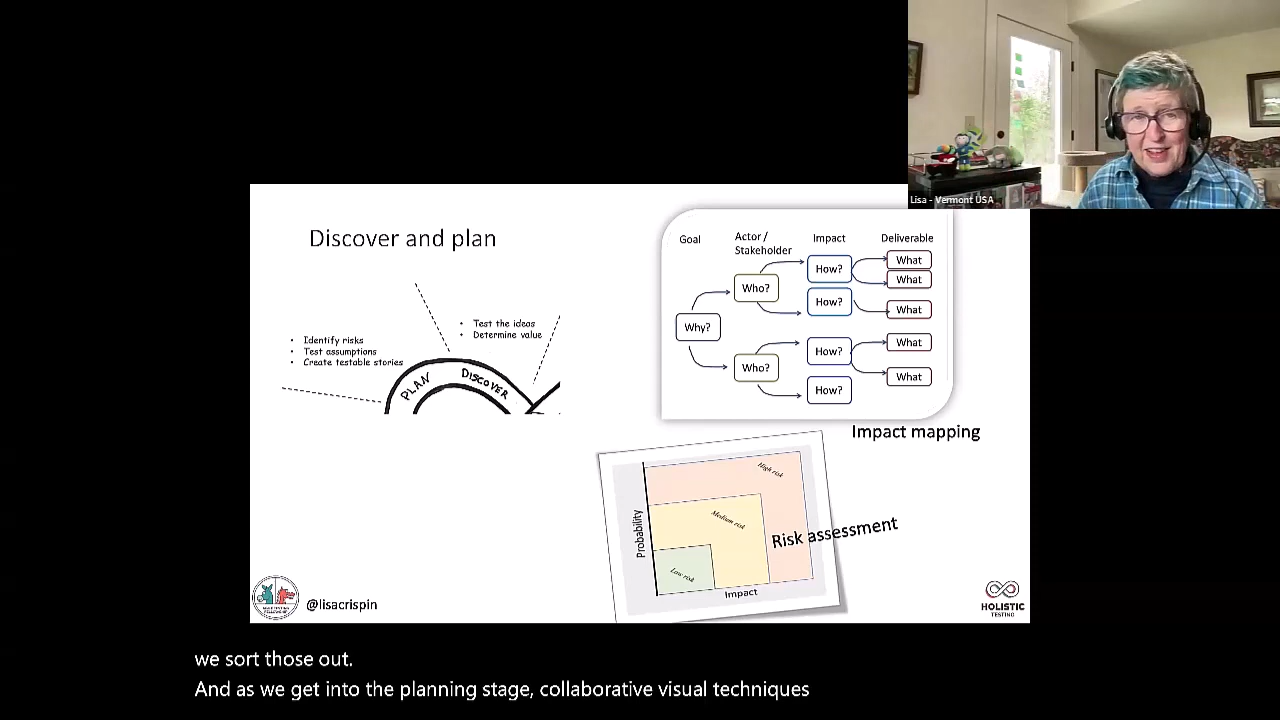 Lisa - Vermont USA
Discover and plan
• Identify risks
• Test assumptions
• Create testable stories
• Test the ideas
• Determine value
PLAN
DISCOVER
Goal
Actor /
Stakeholder
Impact
Deliverable
Why?
Who?
Who?
How?
How?
How?
How?
What
What
What
What
What
Impact mapping
High risk
Medium risk
Low risk
Probability
Impact
Risk assessment
@lisacrispin
HOLISTIC
TESTING
we sort those out.
And as we get into the planning stage, collaborative visual techniques